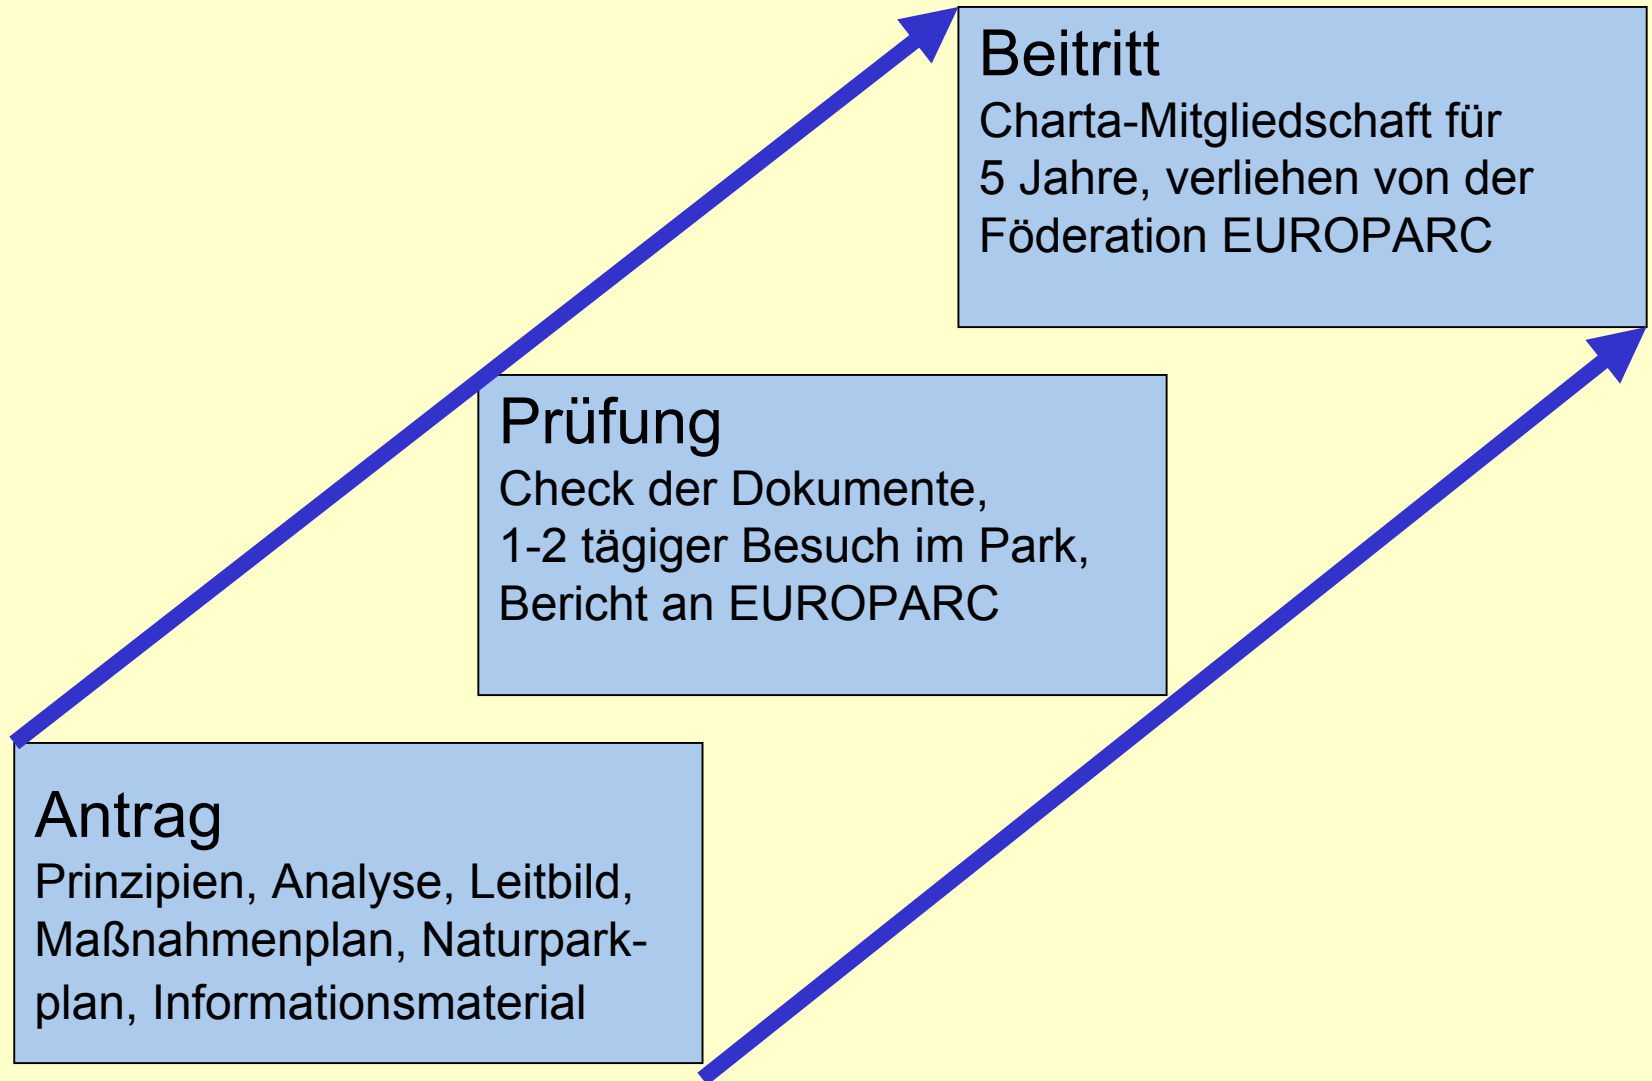 Beitritt
Charta-Mitgliedschaft für
5 Jahre, verliehen von der
Föderation EUROPARC
Prüfung
Check der Dokumente,
1-2 tägiger Besuch im Park,
Bericht an EUROPARC
Antrag
Prinzipien, Analyse, Leitbild,
Maßnahmenplan, Naturpark-
plan, Informationsmaterial